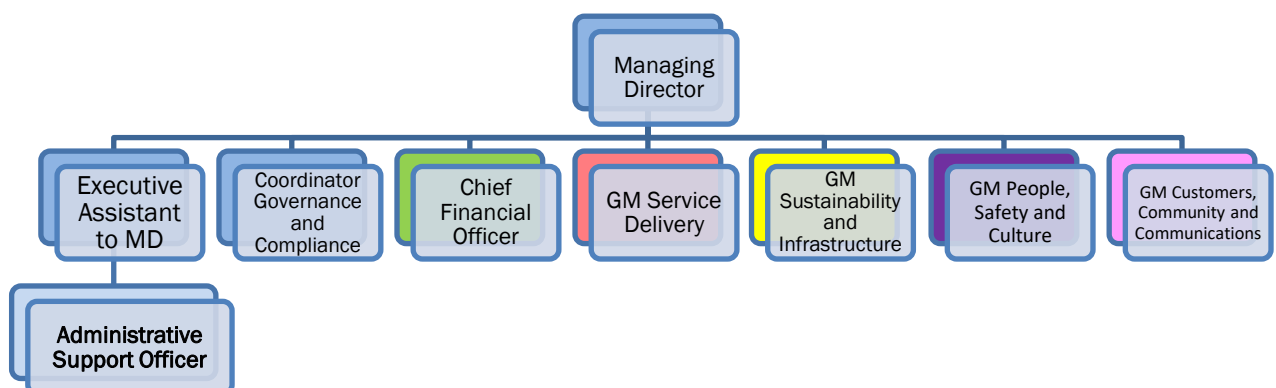 Managing
Director
Executive
Assistant
to MD
Coordinator
Governance
and
Compliance
Chief
Financial
Officer
GM Service
Delivery
GM
Sustainability
and
Infrastructure
GM People,
Safety and
Culture
GM Customers,
Community and
Communications
Administrative
Support Officer